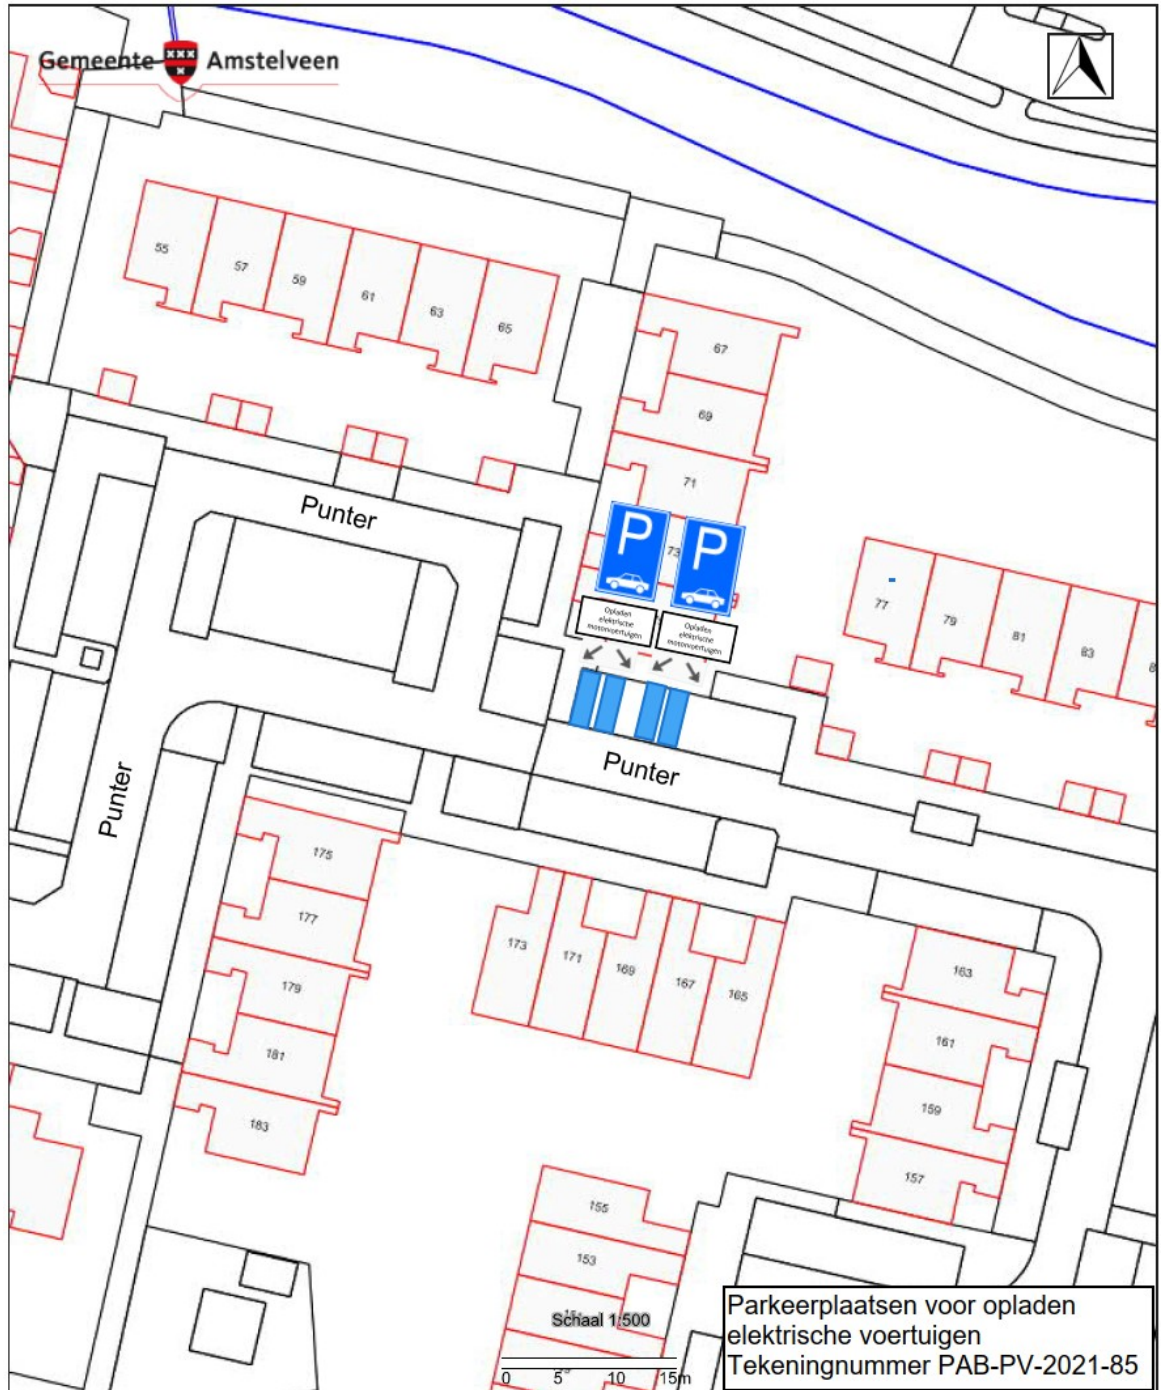 Gemeente Amstelveen
55
57
59
61
63
65
67
69
71
73
Punter
P
P
Opladen
elektrische
motorvoertuigen
Opladen
elektrische
motorvoertuigen
77
79
81
83
Punter
Punter
175
177
179
181
183
173
171
169
167
165
163
161
159
157
155
153
Schaal 1:500
0 5 10 15m
Parkeerplaatsen voor opladen
elektrische voertuigen
Tekeningnummer PAB-PV-2021-85